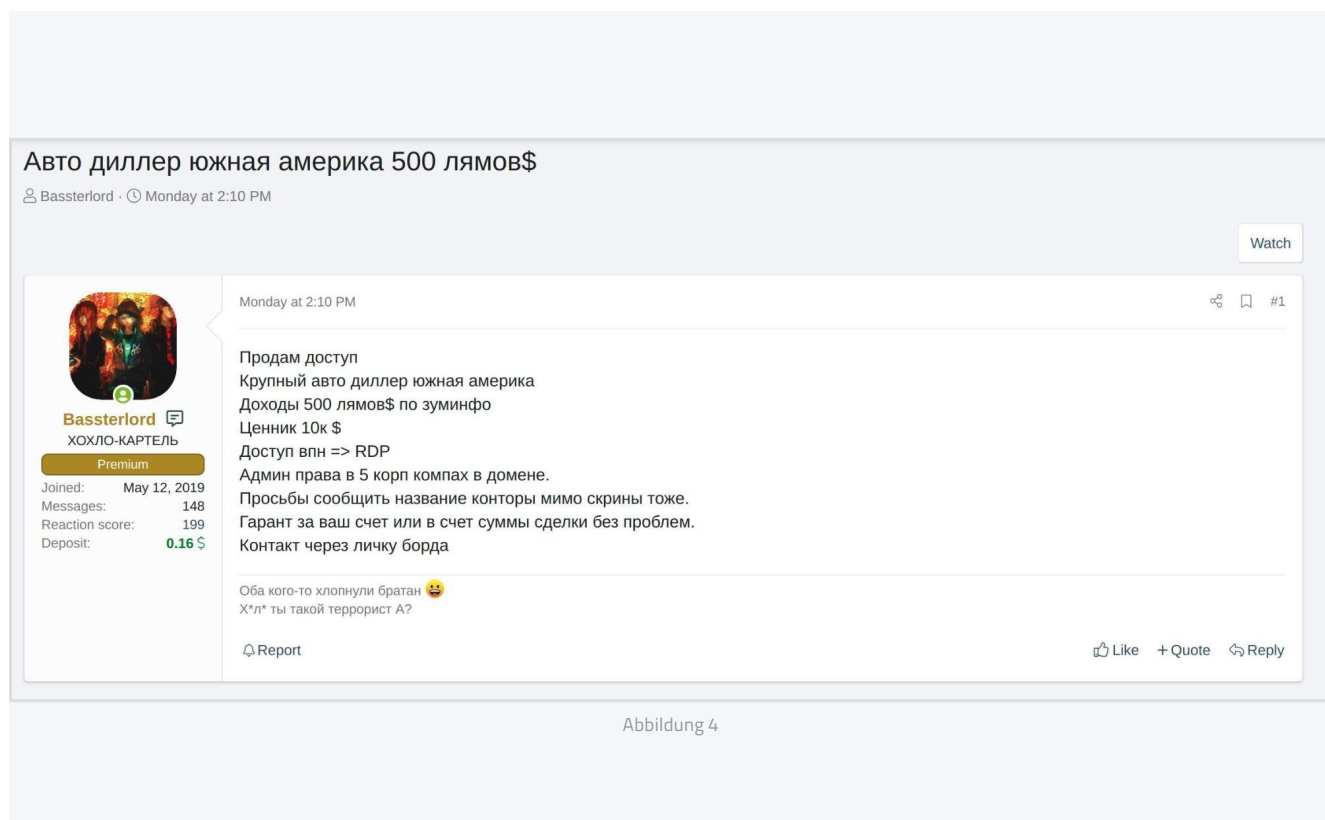 Авто диллер южная америка 500 лямов$
Bassterlord · Monday at 2:10 PM
Watch
Bassterlord
ХОХЛО-КАРТЕЛЬ
Premium
Joined: May 12, 2019
Messages: 148
Reaction score: 199
Deposit: 0.16 $
Monday at 2:10 PM
#1
Продам доступ
Крупный авто диллер южная америка
Доходы 500 лямов$ по зуминфо
Ценник 10к $
Доступ впн => RDP
Админ права в 5 корп компах в домене.
Просьбы сообщить название конторы мимо скрины тоже.
Гарант за ваш счет или в счет суммы сделки без проблем.
Контакт через личку борда
Оба кого-то хлопнули братан 😀
Х*л* ты такой террорист А?
Report
Like + Quote Reply
Abbildung 4